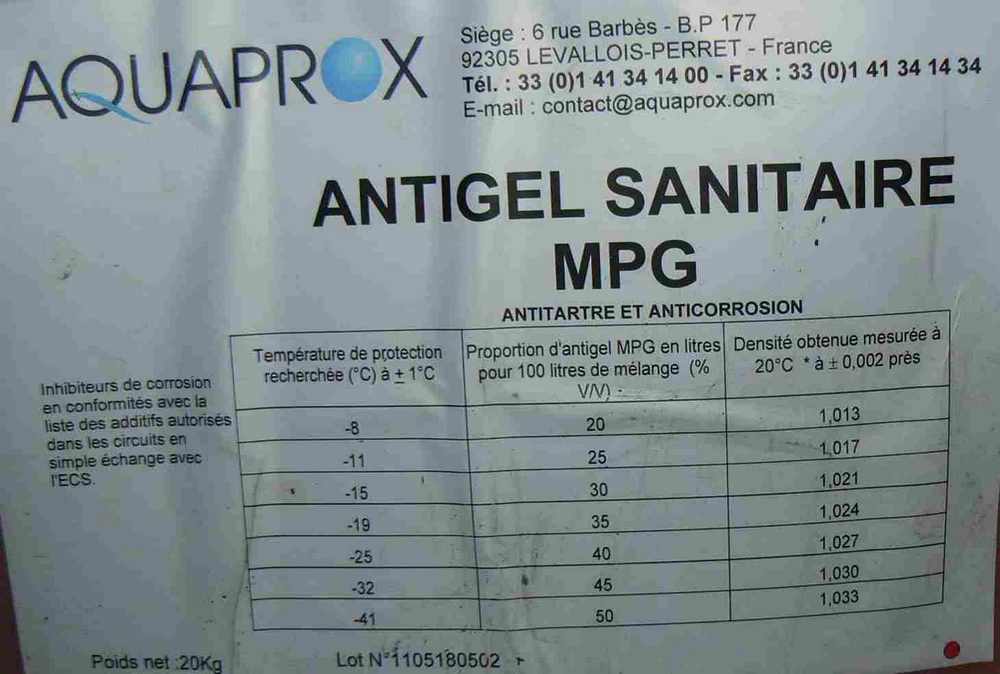 AQUAPROX
Siège : 6 rue Barbès - B.P 177
92305 LEVALLOIS-PERRET - France
Tél. : 33 (0)1 41 34 14 00 - Fax : 33 (0)1 41 34 14 34
E-mail : contact@aquaprox.com
ANTIGEL SANITAIRE
MPG
ANTITARTRE ET ANTICORROSION
Inhibiteurs de corrosion
en conformités avec la
liste des additifs autorisés
dans les circuits en
simple échange avec
l'ECS.
Température de protection
recherchée (°C) à ± 1°C
Proportion d'antigel MPG en litres
pour 100 litres de mélange (%
V/V)
Densité obtenue mesurée à
20°C * à ± 0,002 près
-8 20 1,013
-11 25 1,017
-15 30 1,021
-19 35 1,024
-25 40 1,027
-32 45 1,030
-41 50 1,033
Poids net :20Kg
Lot N°1105180502